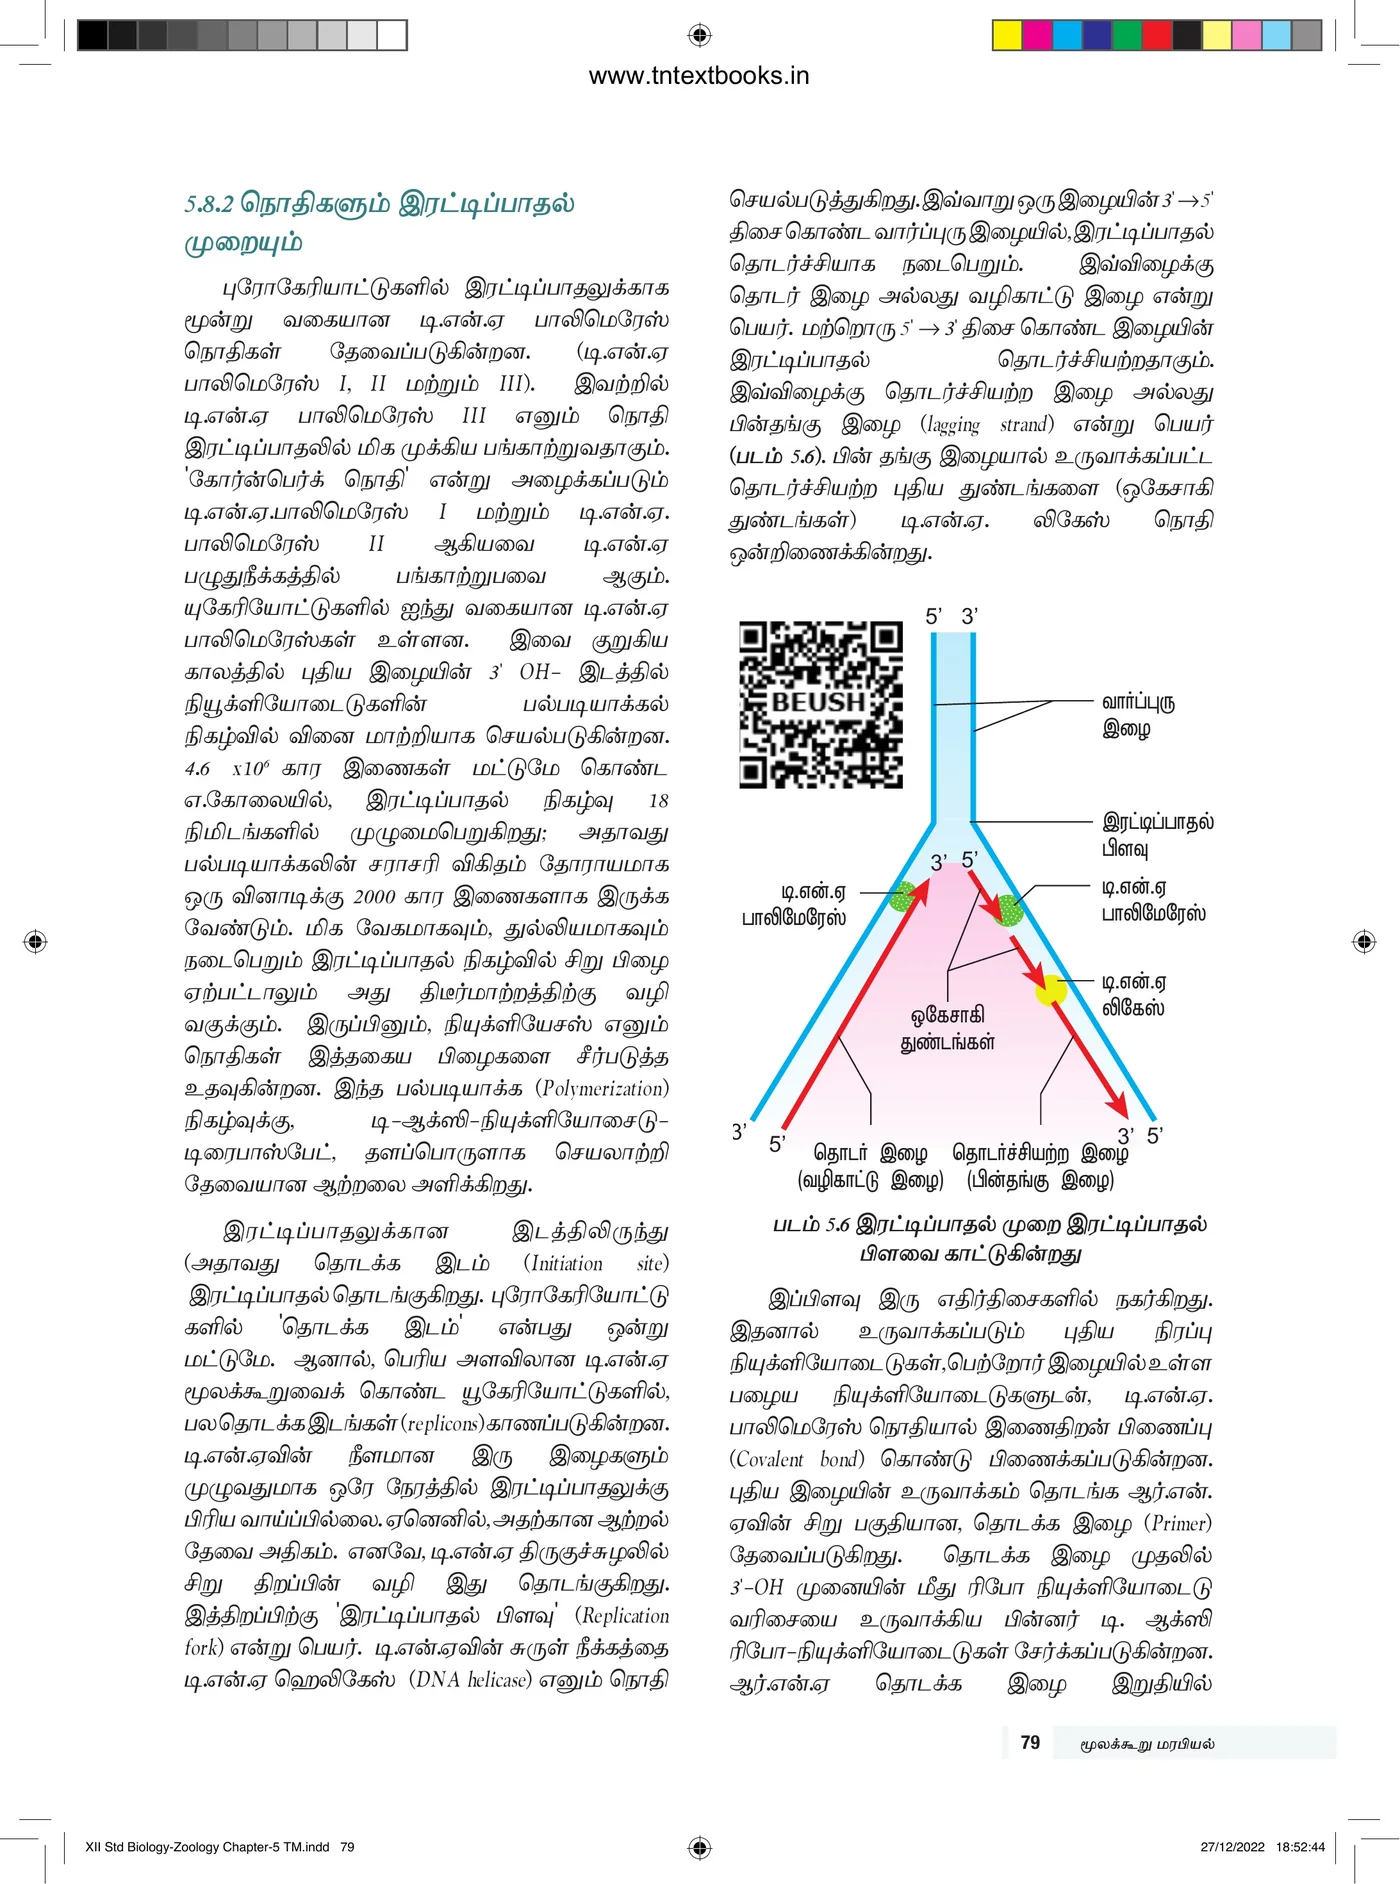 www.tntextbooks.in
5.8.2 நொதிகளும் இரட்டிப்பாதல்
முறையும்
புரோகேரியாட்டுகளில் இரட்டிப்பாதலுக்காக
மூன்று வகையான டி.என்.ஏ பாலிமெரேஸ்
நொதிகள் தேவைப்படுகின்றன. (டி.என்.ஏ
பாலிமெரேஸ் I, II மற்றும் III). இவற்றில்
டி.என்.ஏ பாலிமெரேஸ் III எனும் நொதி
இரட்டிப்பாதலில் மிக முக்கிய பங்காற்றுவதாகும்.
'கோர்ன்பெர்க் நொதி' என்று அழைக்கப்படும்
டி.என்.ஏ.பாலிமெரேஸ் I மற்றும் டி.என்.ஏ.
பாலிமெரேஸ் II ஆகியவை டி.என்.ஏ
பழுதுநீக்கத்தில் பங்காற்றுபவை ஆகும்.
யுகேரியோட்டுகளில் ஐந்து வகையான டி.என்.ஏ
பாலிமெரேஸ்கள் உள்ளன. இவை குறுகிய
காலத்தில் புதிய இழையின் 3' OH- இடத்தில்
நியூக்ளியோடைடுகளின் பல்படியாக்கல்
நிகழ்வில் வினை மாற்றியாக செயல்படுகின்றன.
4.6 x10⁶ கார இணைகள் மட்டுமே கொண்ட
எ.கோலையில், இரட்டிப்பாதல் நிகழ்வு 18
நிமிடங்களில் முழுமைபெறுகிறது; அதாவது
பல்படியாக்கலின் சராசரி விகிதம் தோராயமாக
ஒரு வினாடிக்கு 2000 கார இணைகளாக இருக்க
வேண்டும். மிக வேகமாகவும், துல்லியமாகவும்
நடைபெறும் இரட்டிப்பாதல் நிகழ்வில் சிறு பிழை
ஏற்பட்டாலும் அது திடீர்மாற்றத்திற்கு வழி
வகுக்கும். இருப்பினும், நியுக்ளியேசஸ் எனும்
நொதிகள் இத்தகைய பிழைகளை சீர்படுத்த
உதவுகின்றன. இந்த பல்படியாக்க (Polymerization)
நிகழ்வுக்கு, டி-ஆக்ஸி-நியுக்ளியோசைடு-
டிரைபாஸ்பேட், தளப்பொருளாக செயலாற்றி
தேவையான ஆற்றலை அளிக்கிறது.
இரட்டிப்பாதலுக்கான இடத்திலிருந்து
(அதாவது தொடக்க இடம் (Initiation site)
இரட்டிப்பாதல் தொடங்குகிறது. புரோகேரியோட்டு
களில் 'தொடக்க இடம்' என்பது ஒன்று
மட்டுமே. ஆனால், பெரிய அளவிலான டி.என்.ஏ
மூலக்கூறுவைக் கொண்ட யூகேரியோட்டுகளில்,
பல தொடக்க இடங்கள் (replicons) காணப்படுகின்றன.
டி.என்.ஏவின் நீளமான இரு இழைகளும்
முழுவதுமாக ஒரே நேரத்தில் இரட்டிப்பாதலுக்கு
பிரிய வாய்ப்பில்லை. ஏனெனில், அதற்கான ஆற்றல்
தேவை அதிகம். எனவே, டி.என்.ஏ திருகுச்சுழலில்
சிறு திறப்பின் வழி இது தொடங்குகிறது.
இத்திறப்பிற்கு 'இரட்டிப்பாதல் பிளவு' (Replication
fork) என்று பெயர். டி.என்.ஏவின் சுருள் நீக்கத்தை
டி.என்.ஏ ஹெலிகேஸ் (DNA helicase) எனும் நொதி
செயல்படுத்துகிறது. இவ்வாறு ஒரு இழையின் 3' →5'
திசை கொண்ட வார்ப்புரு இழையில், இரட்டிப்பாதல்
தொடர்ச்சியாக நடைபெறும். இவ்விழைக்கு
தொடர் இழை அல்லது வழிகாட்டு இழை என்று
பெயர். மற்றொரு 5' → 3' திசை கொண்ட இழையின்
இரட்டிப்பாதல் தொடர்ச்சியற்றதாகும்.
இவ்விழைக்கு தொடர்ச்சியற்ற இழை அல்லது
பின்தங்கு இழை (lagging strand) என்று பெயர்
(படம் 5.6). பின் தங்கு இழையால் உருவாக்கப்பட்ட
தொடர்ச்சியற்ற புதிய துண்டங்களை (ஒகேசாகி
துண்டங்கள்) டி.என்.ஏ. லிகேஸ் நொதி
ஒன்றிணைக்கின்றது.
5’ 3’
BEUSH
வார்ப்புரு
இழை
இரட்டிப்பாதல்
பிளவு
3’ 5’
டி.என்.ஏ
பாலிமேரேஸ்
டி.என்.ஏ
பாலிமேரேஸ்
டி.என்.ஏ
லிகேஸ்
ஒகேசாகி
துண்டங்கள்
3’ 5’
3’ 5’
தொடர் இழை
(வழிகாட்டு இழை)
தொடர்ச்சியற்ற இழை
(பின்தங்கு இழை)
படம் 5.6 இரட்டிப்பாதல் முறை இரட்டிப்பாதல்
பிளவை காட்டுகின்றது
இப்பிளவு இரு எதிர்திசைகளில் நகர்கிறது.
இதனால் உருவாக்கப்படும் புதிய நிரப்பு
நியுக்ளியோடைடுகள், பெற்றோர் இழையில் உள்ள
பழைய நியுக்ளியோடைடுகளுடன், டி.என்.ஏ.
பாலிமெரேஸ் நொதியால் இணைதிறன் பிணைப்பு
(Covalent bond) கொண்டு பிணைக்கப்படுகின்றன.
புதிய இழையின் உருவாக்கம் தொடங்க ஆர்.என்.
ஏவின் சிறு பகுதியான, தொடக்க இழை (Primer)
தேவைப்படுகிறது. தொடக்க இழை முதலில்
3'-OH முனையின் மீது ரிபோ நியுக்ளியோடைடு
வரிசையை உருவாக்கிய பின்னர் டி. ஆக்ஸி
ரிபோ-நியுக்ளியோடைடுகள் சேர்க்கப்படுகின்றன.
ஆர்.என்.ஏ தொடக்க இழை இறுதியில்
79 மூலக்கூறு மரபியல்
XII Std Biology-Zoology Chapter-5 TM.indd 79
27/12/2022 18:52:44